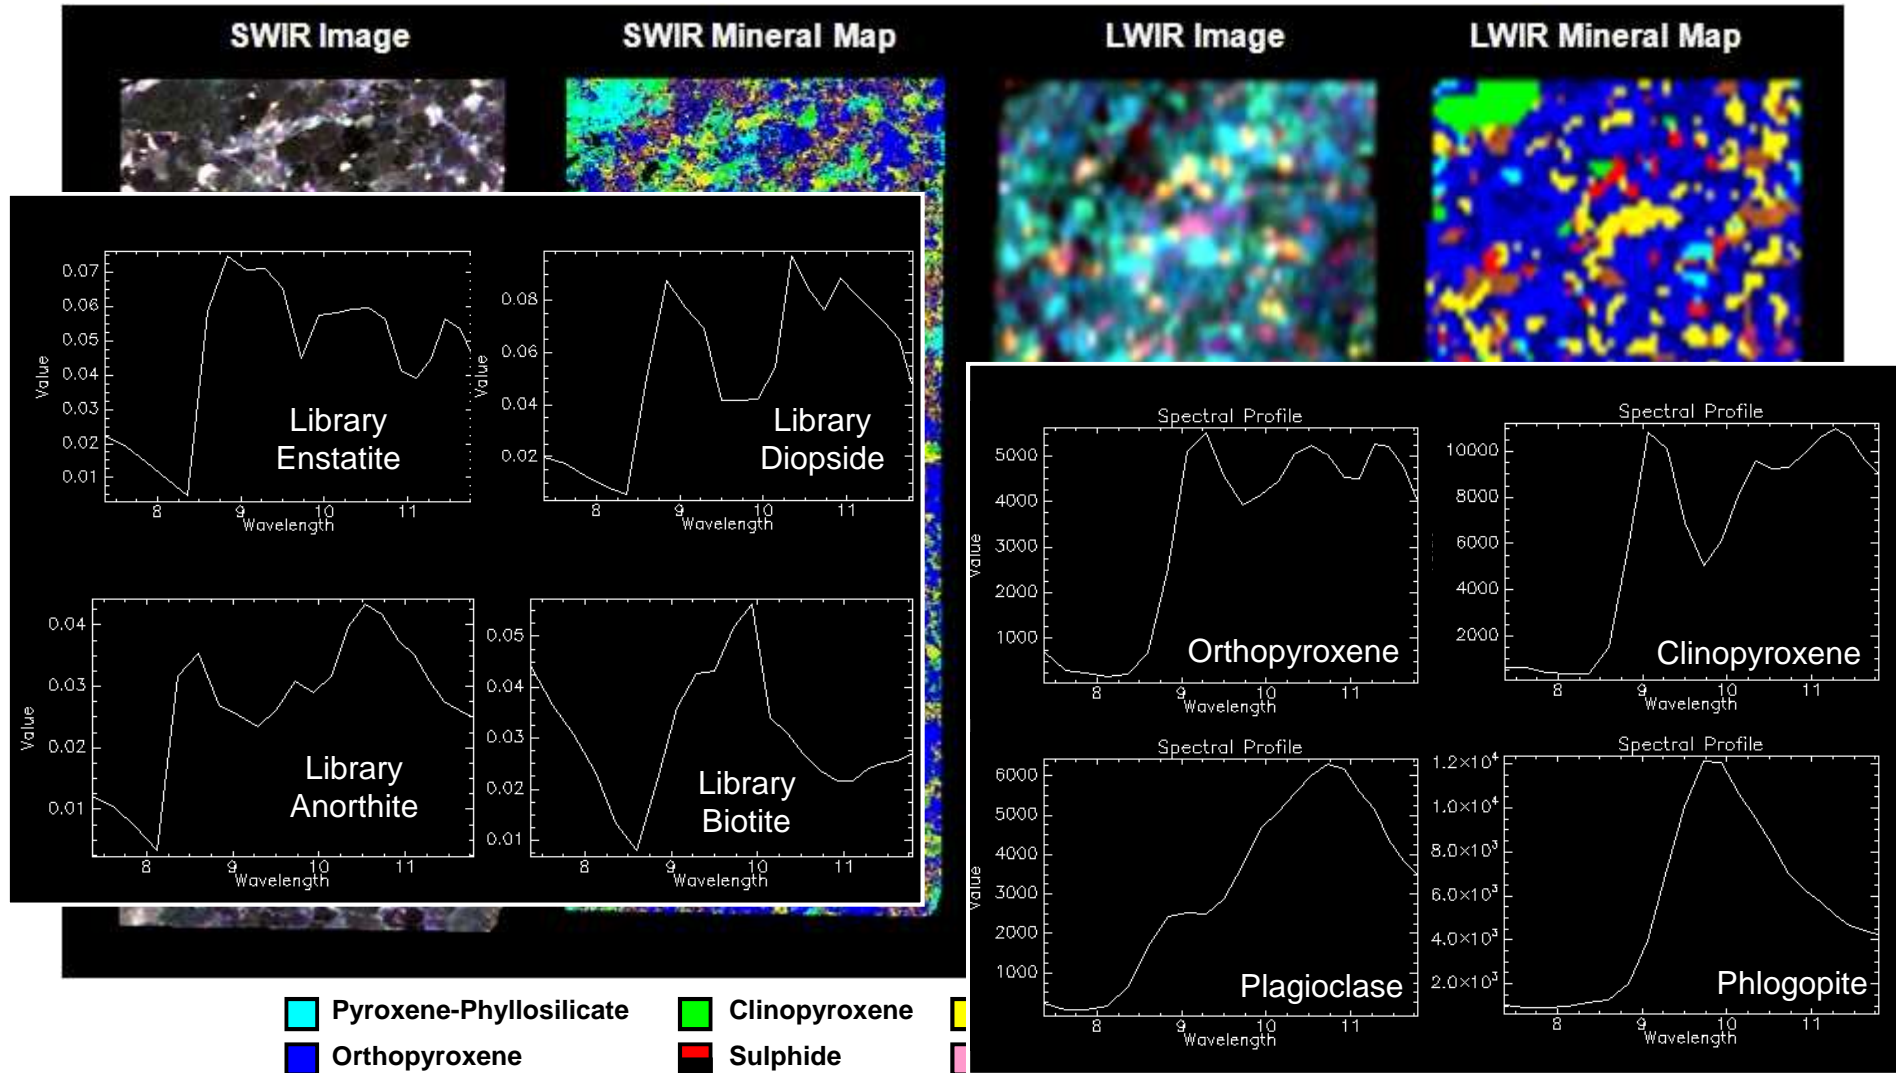 SWIR Image
SWIR Mineral Map
LWIR Image
LWIR Mineral Map
0.07
0.06
0.05
0.04
0.03
0.02
0.01
Value
8 9 10 11
Wavelength
Library
Enstatite
0.08
0.06
0.04
0.02
Value
8 9 10 11
Wavelength
Library
Diopside
0.04
0.03
0.02
0.01
Value
8 9 10 11
Wavelength
Library
Anorthite
0.05
0.04
0.03
0.02
0.01
8 9 10 11
Wavelength
Library
Biotite
Spectral Profile
5000
4000
3000
2000
1000
Value
8 9 10 11
Wavelength
Orthopyroxene
Spectral Profile
10000
8000
6000
4000
2000
8 9 10 11
Wavelength
Clinopyroxene
Spectral Profile
6000
5000
4000
3000
2000
1000
Value
8 9 10 11
Wavelength
Plagioclase
Spectral Profile
1.2×10⁴
1.0×10⁴
8.0×10³
6.0×10³
4.0×10³
2.0×10³
8 9 10 11
Wavelength
Phlogopite
Pyroxene-Phyllosilicate
Clinopyroxene
Orthopyroxene
Sulphide